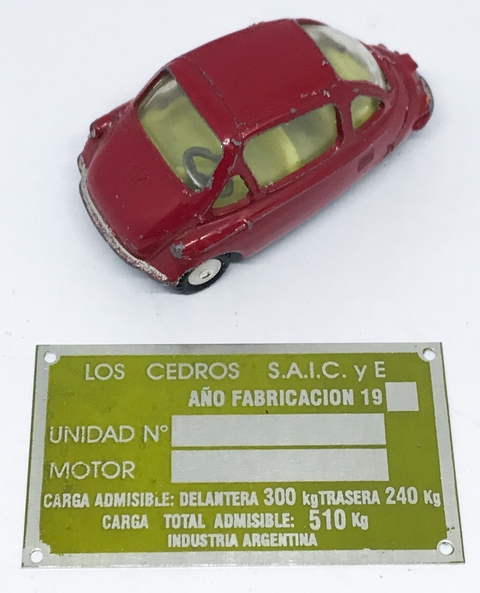 LOS CEDROS S.A.I.C. y E
AÑO FABRICACION 19
UNIDAD Nº
MOTOR
CARGA ADMISIBLE: DELANTERA 300 kg TRASERA 240 Kg
CARGA TOTAL ADMISIBLE: 510 Kg
INDUSTRIA ARGENTINA